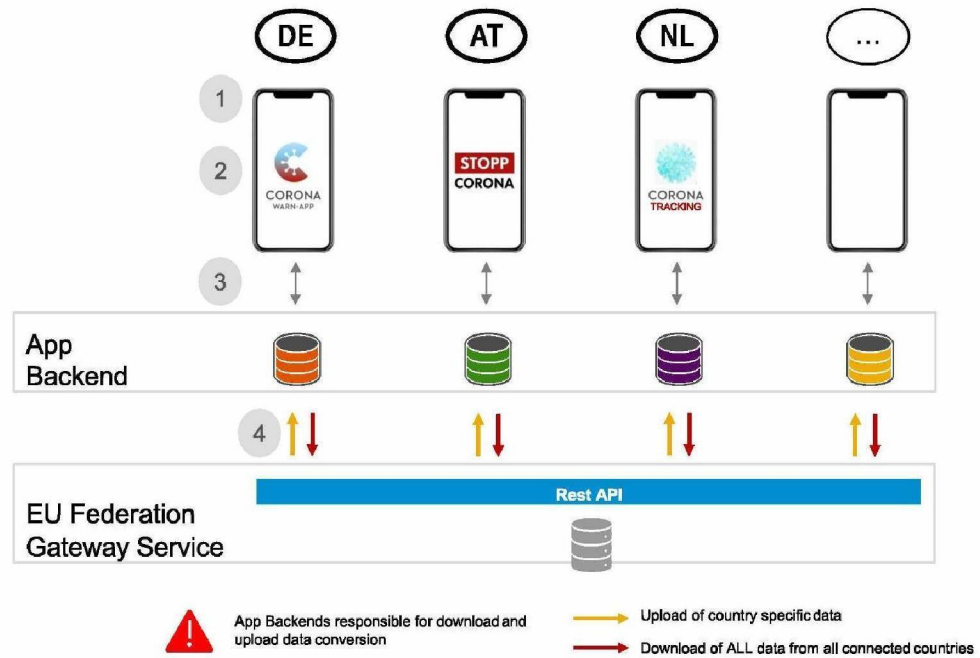 DE
AT
NL
...
1
2
CORONA
WARN-APP
STOPP
CORONA
CORONA
TRACKING
3
App
Backend
4
Rest API
EU Federation
Gateway Service
App Backends responsible for download and
upload data conversion
Upload of country specific data
Download of ALL data from all connected countries